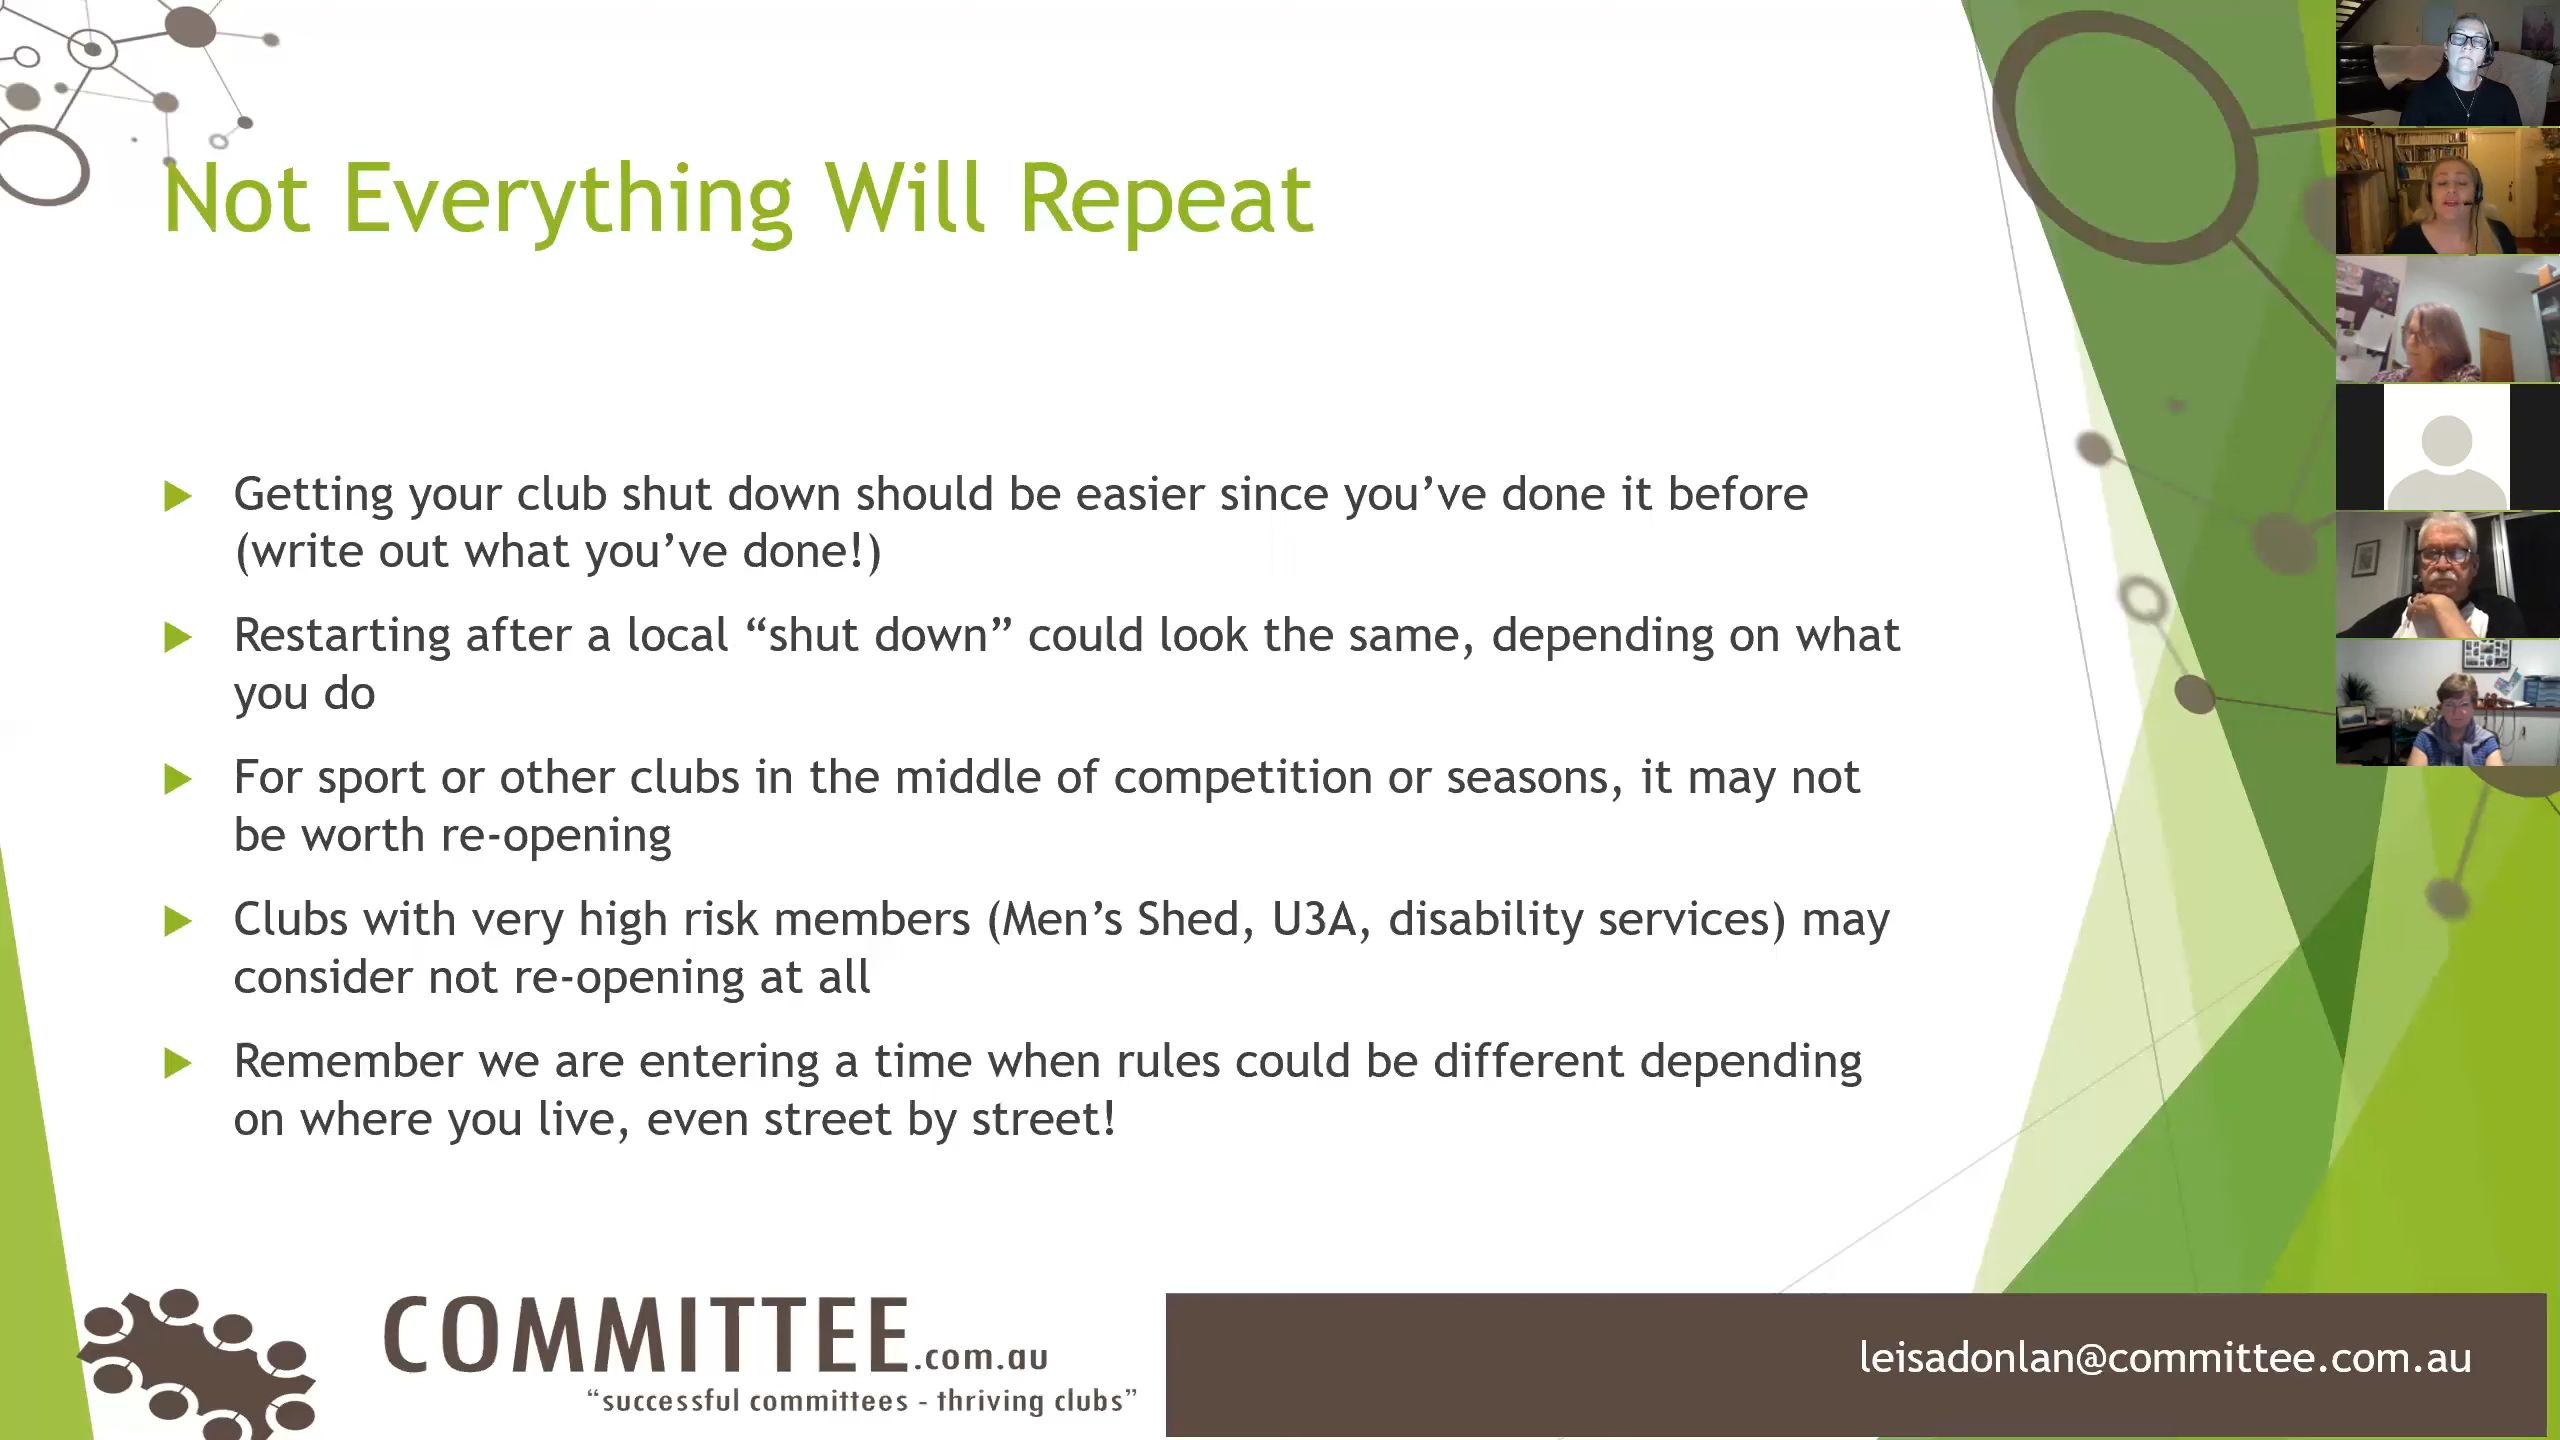 Not Everything Will Repeat
Getting your club shut down should be easier since you’ve done it before
(write out what you’ve done!)
Restarting after a local “shut down” could look the same, depending on what
you do
For sport or other clubs in the middle of competition or seasons, it may not
be worth re-opening
Clubs with very high risk members (Men’s Shed, U3A, disability services) may
consider not re-opening at all
Remember we are entering a time when rules could be different depending
on where you live, even street by street!
COMMITTEE.com.au
“successful committees - thriving clubs”
leisadonlan@committee.com.au